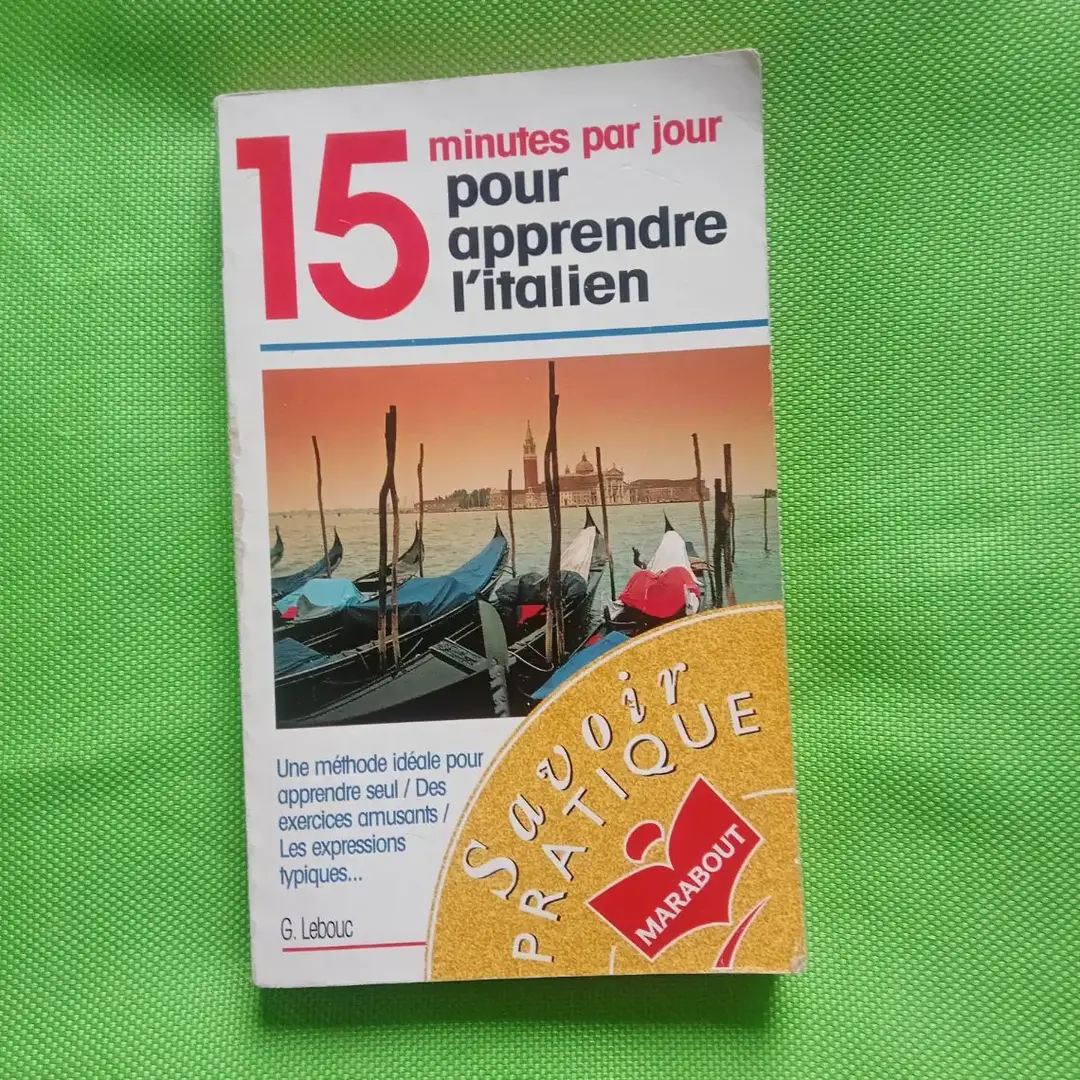 15
minutes par jour
pour
apprendre
l'italien
Une méthode idéale pour
apprendre seul / Des
exercices amusants /
Les expressions
typiques...
G. Lebouc
Savoir
PRATIQUE
MARABOUT